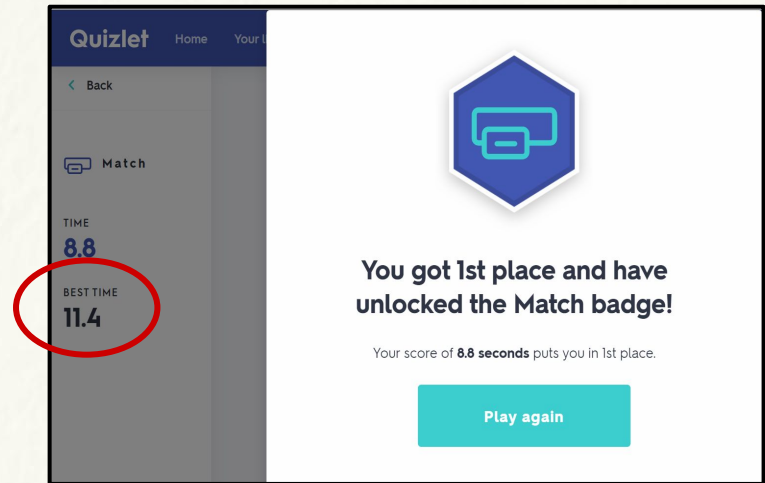 Quizlet
Home
Your l
Back
Match
TIME
8.8
BEST TIME
11.4
You got 1st place and have
unlocked the Match badge!
Your score of 8.8 seconds puts you in 1st place.
Play again